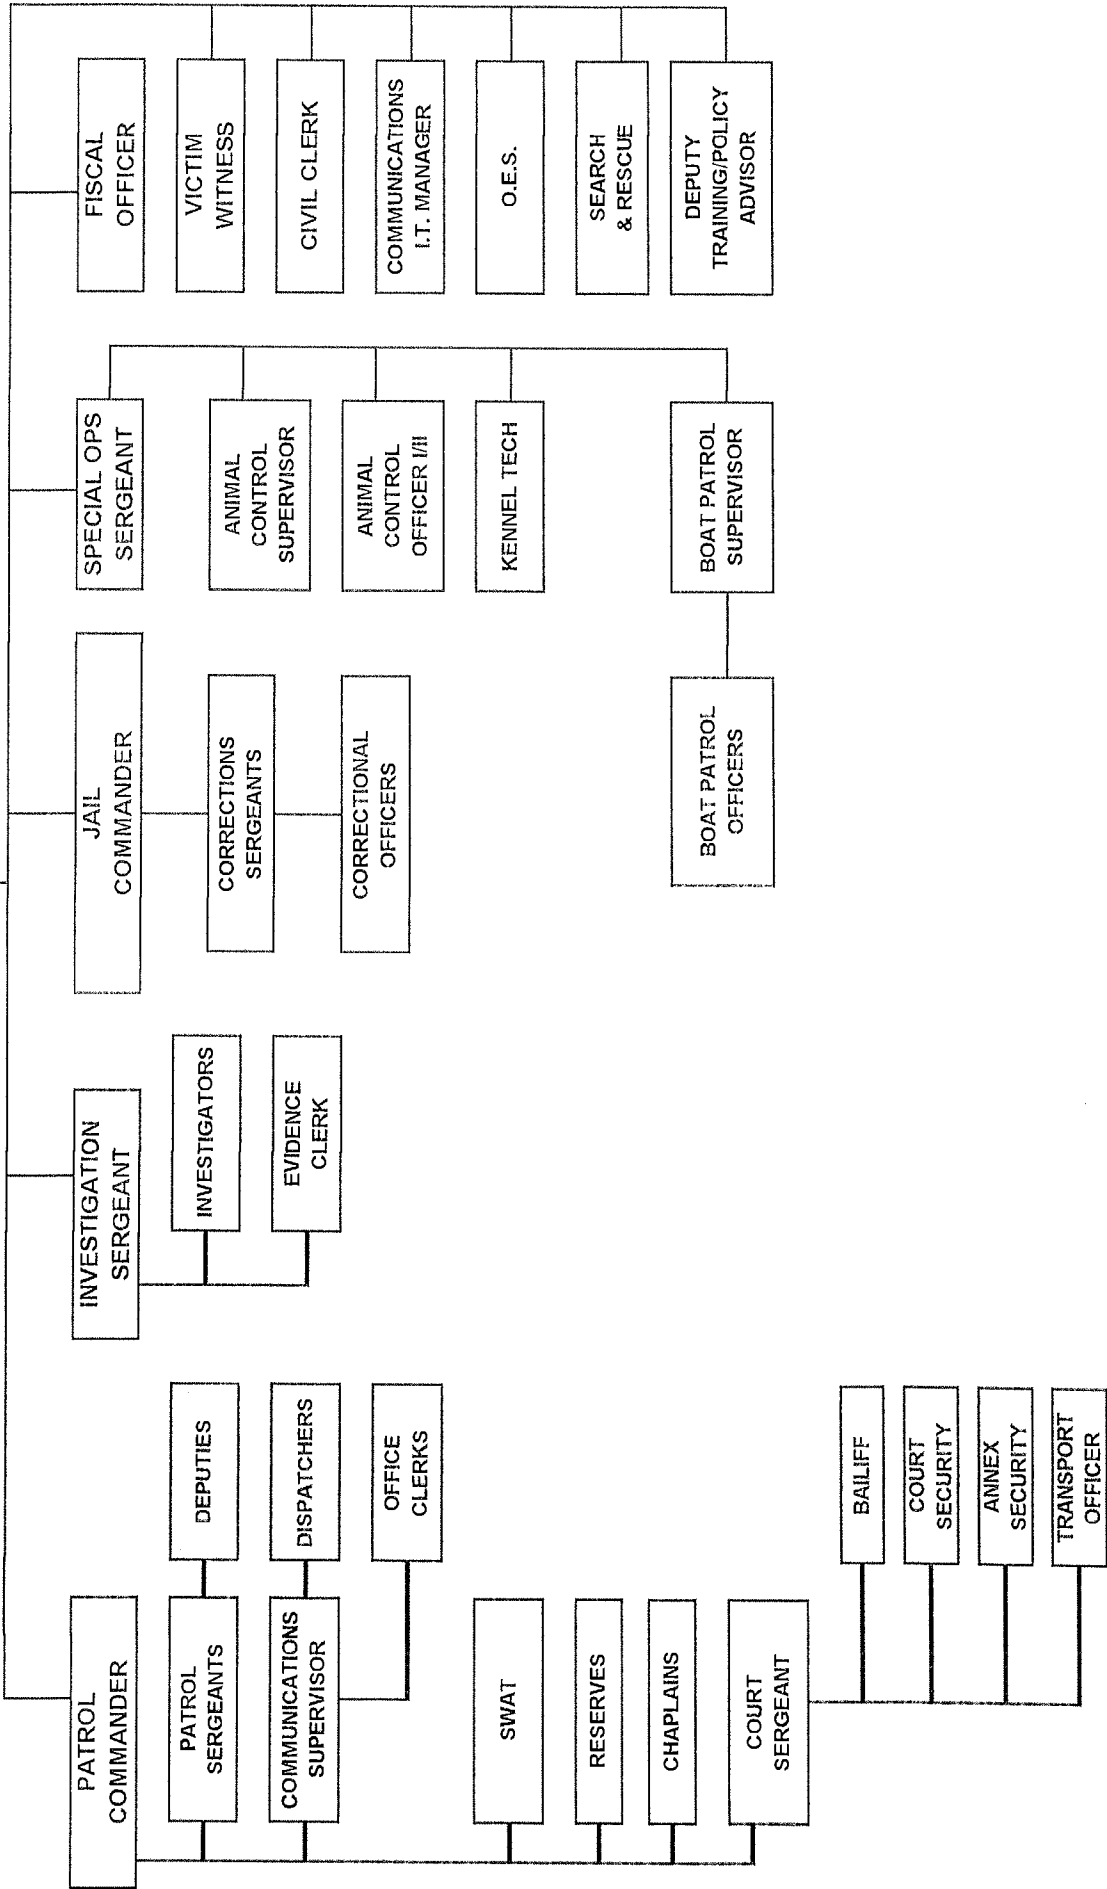 PATROL
COMMANDER
PATROL
SERGEANTS
DEPUTIES
COMMUNICATIONS
SUPERVISOR
DISPATCHERS
OFFICE
CLERKS
SWAT
RESERVES
CHAPLAINS
COURT
SERGEANT
BAILIFF
COURT
SECURITY
ANNEX
SECURITY
TRANSPORT
OFFICER
INVESTIGATION
SERGEANT
INVESTIGATORS
EVIDENCE
CLERK
JAIL
COMMANDER
CORRECTIONS
SERGEANTS
CORRECTIONAL
OFFICERS
SPECIAL OPS
SERGEANT
ANIMAL
CONTROL
SUPERVISOR
ANIMAL
CONTROL
OFFICER I/II
KENNEL TECH
BOAT PATROL
SUPERVISOR
BOAT PATROL
OFFICERS
FISCAL
OFFICER
VICTIM
WITNESS
CIVIL CLERK
COMMUNICATIONS
I.T. MANAGER
O.E.S.
SEARCH
& RESCUE
DEPUTY
TRAINING/POLICY
ADVISOR